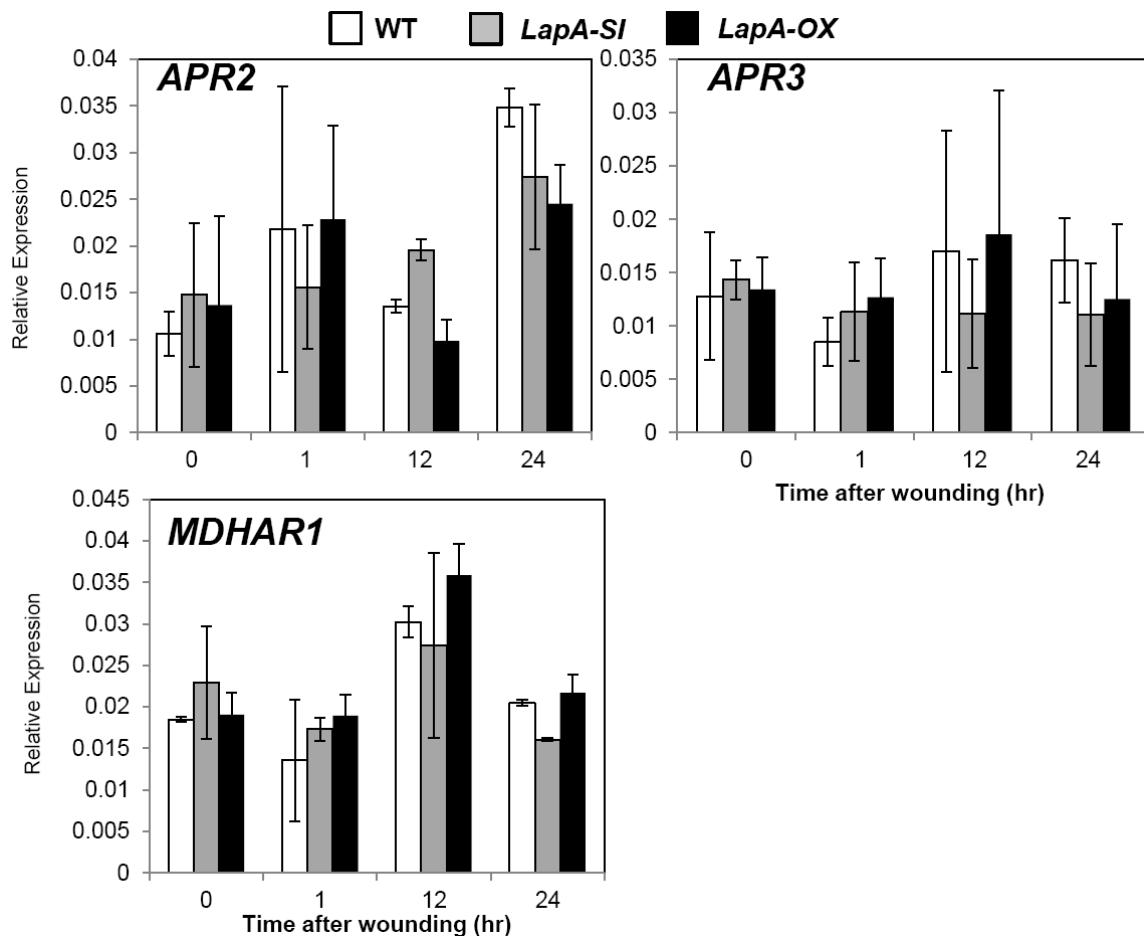 WT LapA-SI LapA-OX
APR2
Relative Expression
0.04
0.035
0.03
0.025
0.02
0.015
0.01
0.005
0
0 1 12 24
APR3
0.035
0.03
0.025
0.02
0.015
0.01
0.005
0
0 1 12 24
Time after wounding (hr)
MDHAR1
Relative Expression
0.045
0.04
0.035
0.03
0.025
0.02
0.015
0.01
0.005
0
0 1 12 24
Time after wounding (hr)